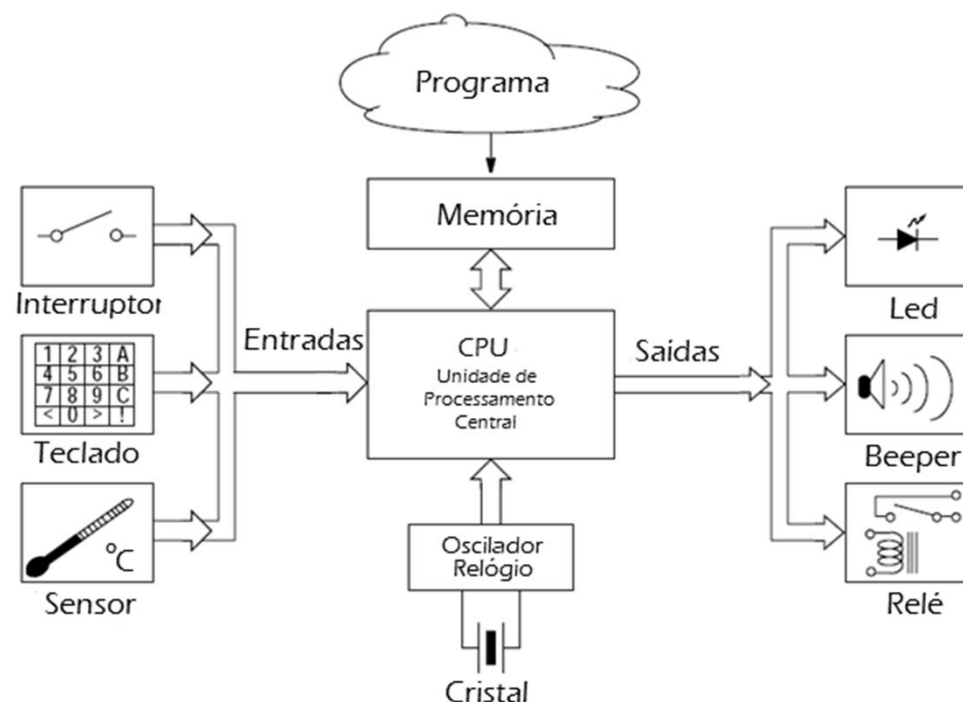 Programa
Memória
Interruptor
Entradas
CPU
Unidade de
Processamento
Central
Saídas
Led
1 2 3 A
4 5 6 B
7 8 9 C
< 0 > !
Teclado
Beeper
°C
Sensor
Oscilador
Relógio
Relé
Cristal